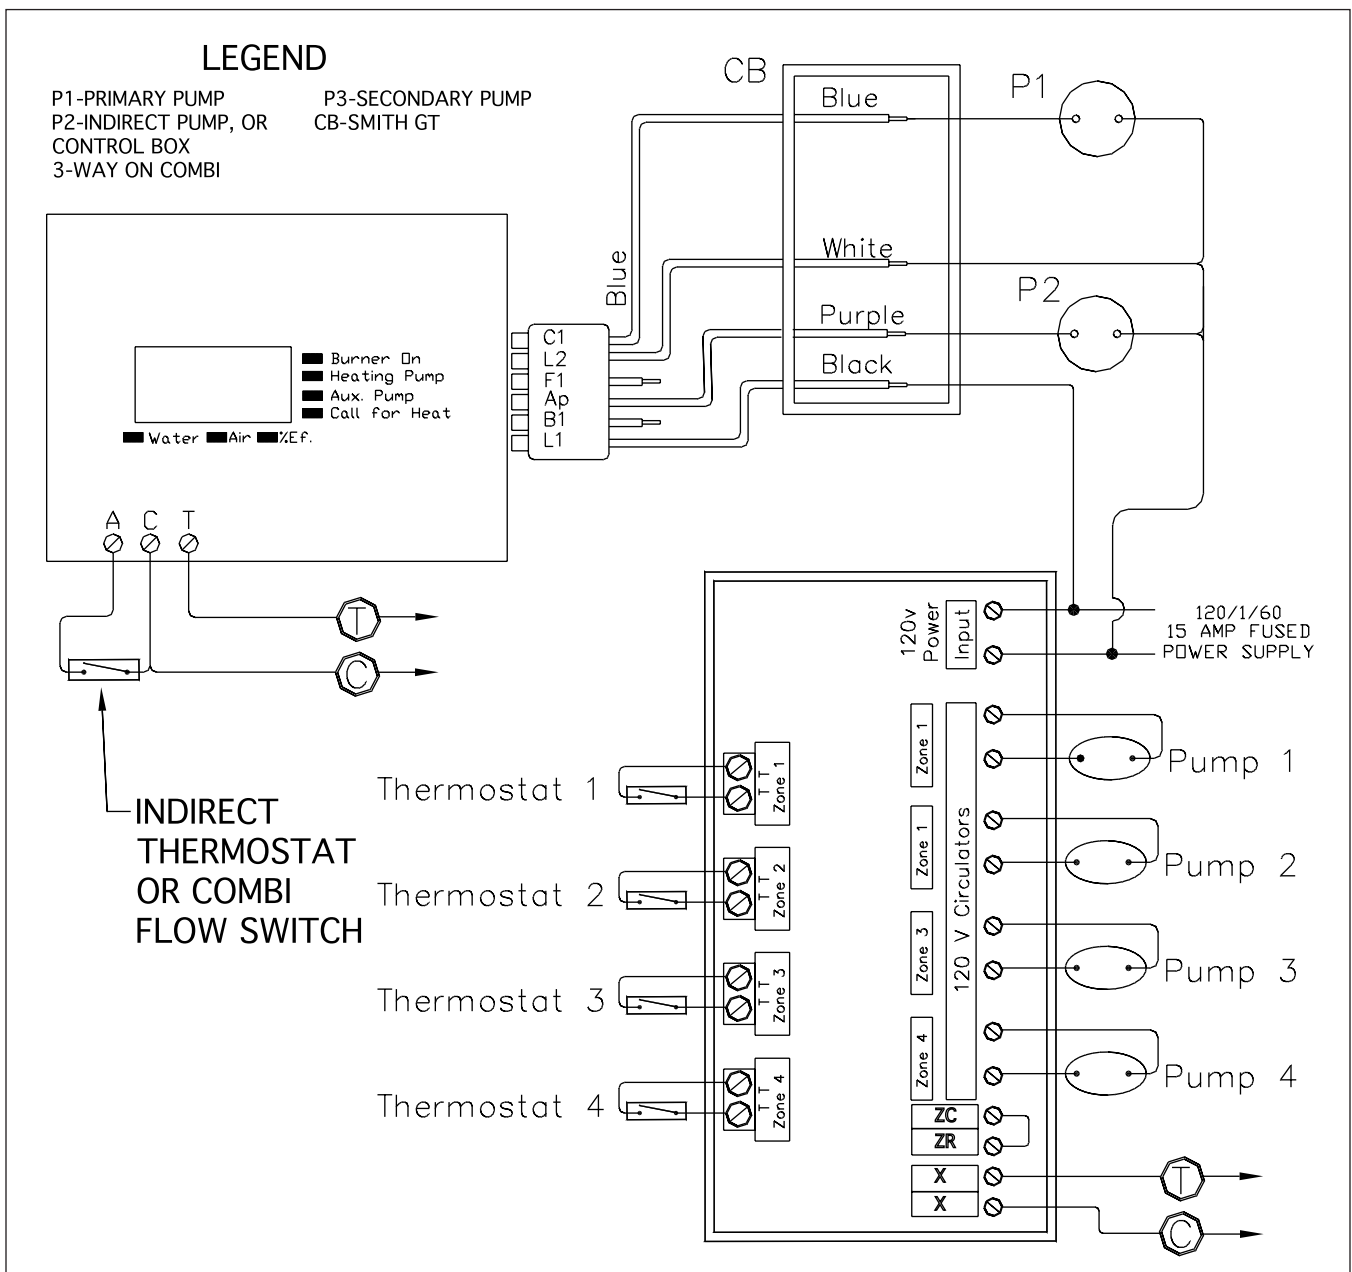 LEGEND
P1-PRIMARY PUMP
P3-SECONDARY PUMP
P2-INDIRECT PUMP, OR
CB-SMITH GT
CONTROL BOX
3-WAY ON COMBI
CB
P1
Blue
White
P2
Purple
Black
Blue
C1
L2
F1
Ap
B1
L1
Burner On
Heating Pump
Aux. Pump
Call for Heat
Water
Air
%Ef.
A C T
T
C
INDIRECT
THERMOSTAT
OR COMBI
FLOW SWITCH
120v
Power
Input
120/1/60
15 AMP FUSED
POWER SUPPLY
Thermostat 1
T T
Zone 1
Zone 1
Pump 1
Thermostat 2
T T
Zone 2
Zone 1
Pump 2
120 V Circulators
Thermostat 3
T T
Zone 3
Zone 3
Pump 3
Thermostat 4
T T
Zone 4
Zone 4
Pump 4
ZC
ZR
X
X
T
C